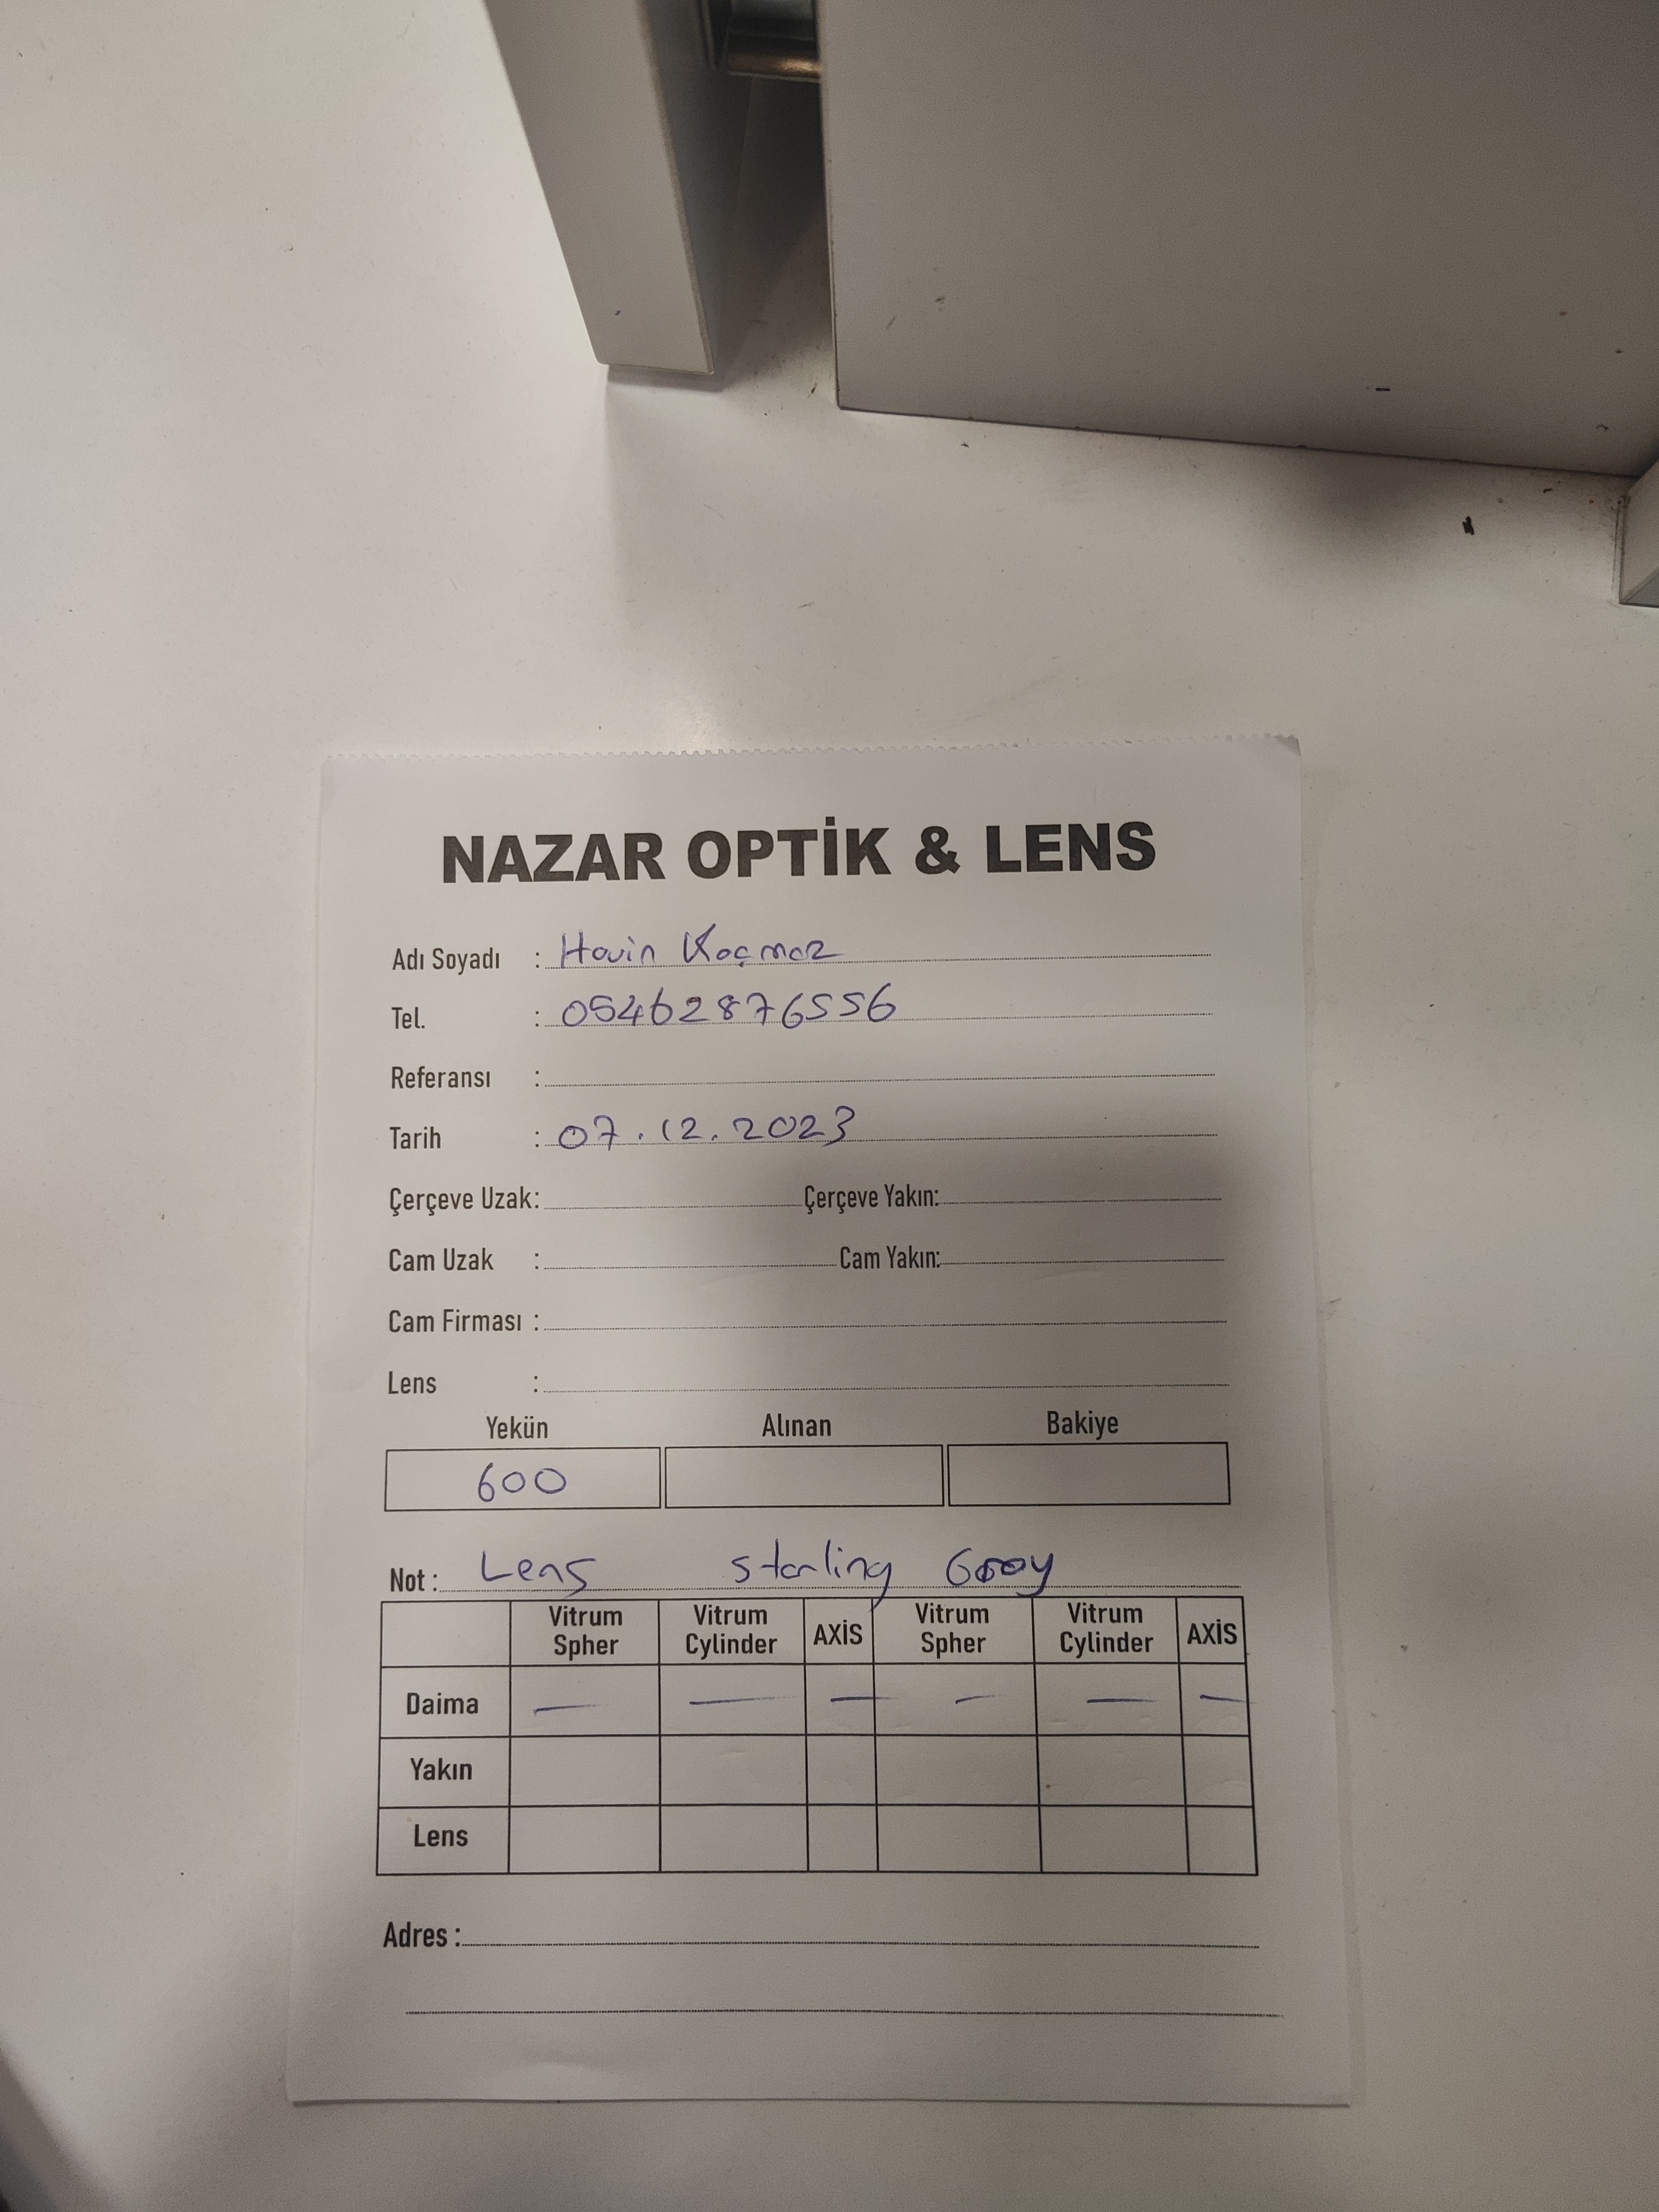 NAZAR OPTİK & LENS
Adı Soyadı : Havin Koçmaz
Tel. : 05462876556
Referansı :
Tarih : 07.12.2023
Çerçeve Uzak: Çerçeve Yakın:
Cam Uzak : Cam Yakın:
Cam Firması :
Lens :
Yekün Alınan Bakiye
600
Not : Lens Starling Gray
Vitrum Spher Vitrum Cylinder AXİS Vitrum Spher Vitrum Cylinder AXİS
Daima — — — — — —
Yakın
Lens
Adres :